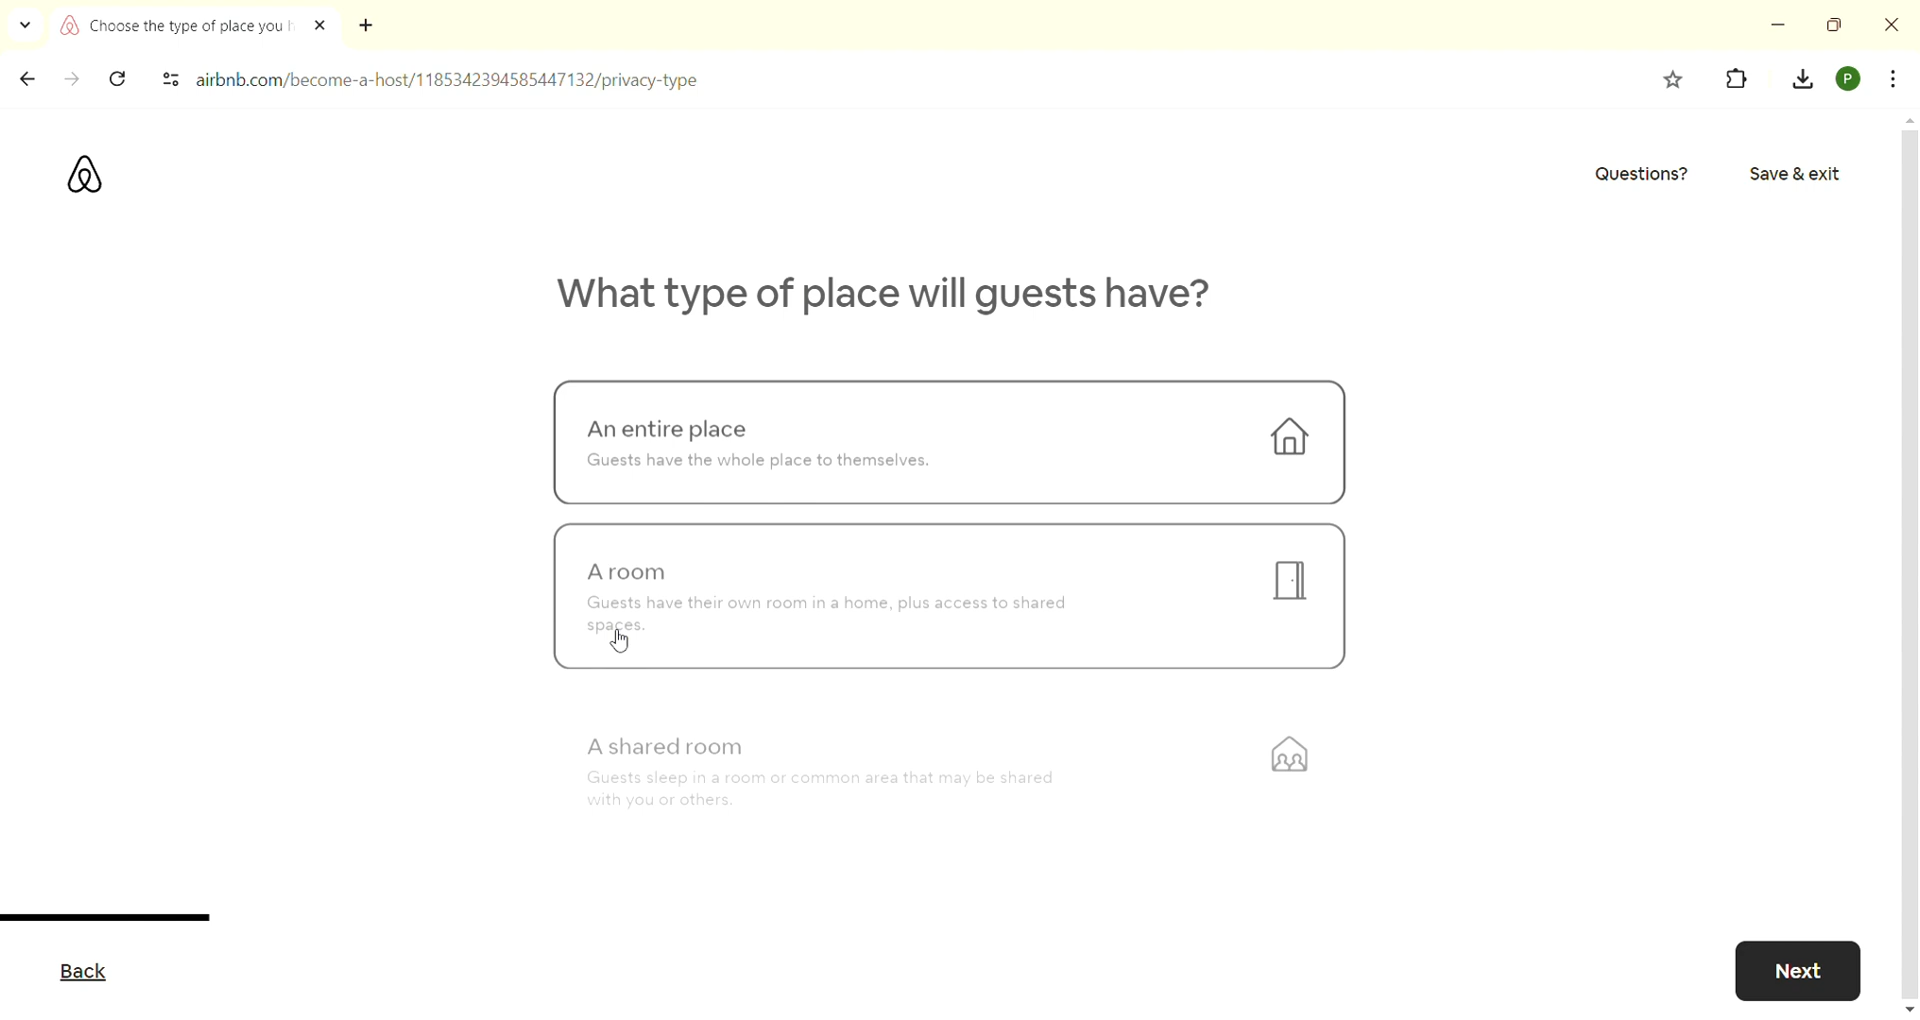 Choose the type of place you h
airbnb.com/become-a-host/1185342394585447132/privacy-type
P
Questions?
Save & exit
What type of place will guests have?
An entire place
Guests have the whole place to themselves.
A room
Guests have their own room in a home, plus access to shared
spaces.
A shared room
Guests sleep in a room or common area that may be shared
with you or others.
Back
Next